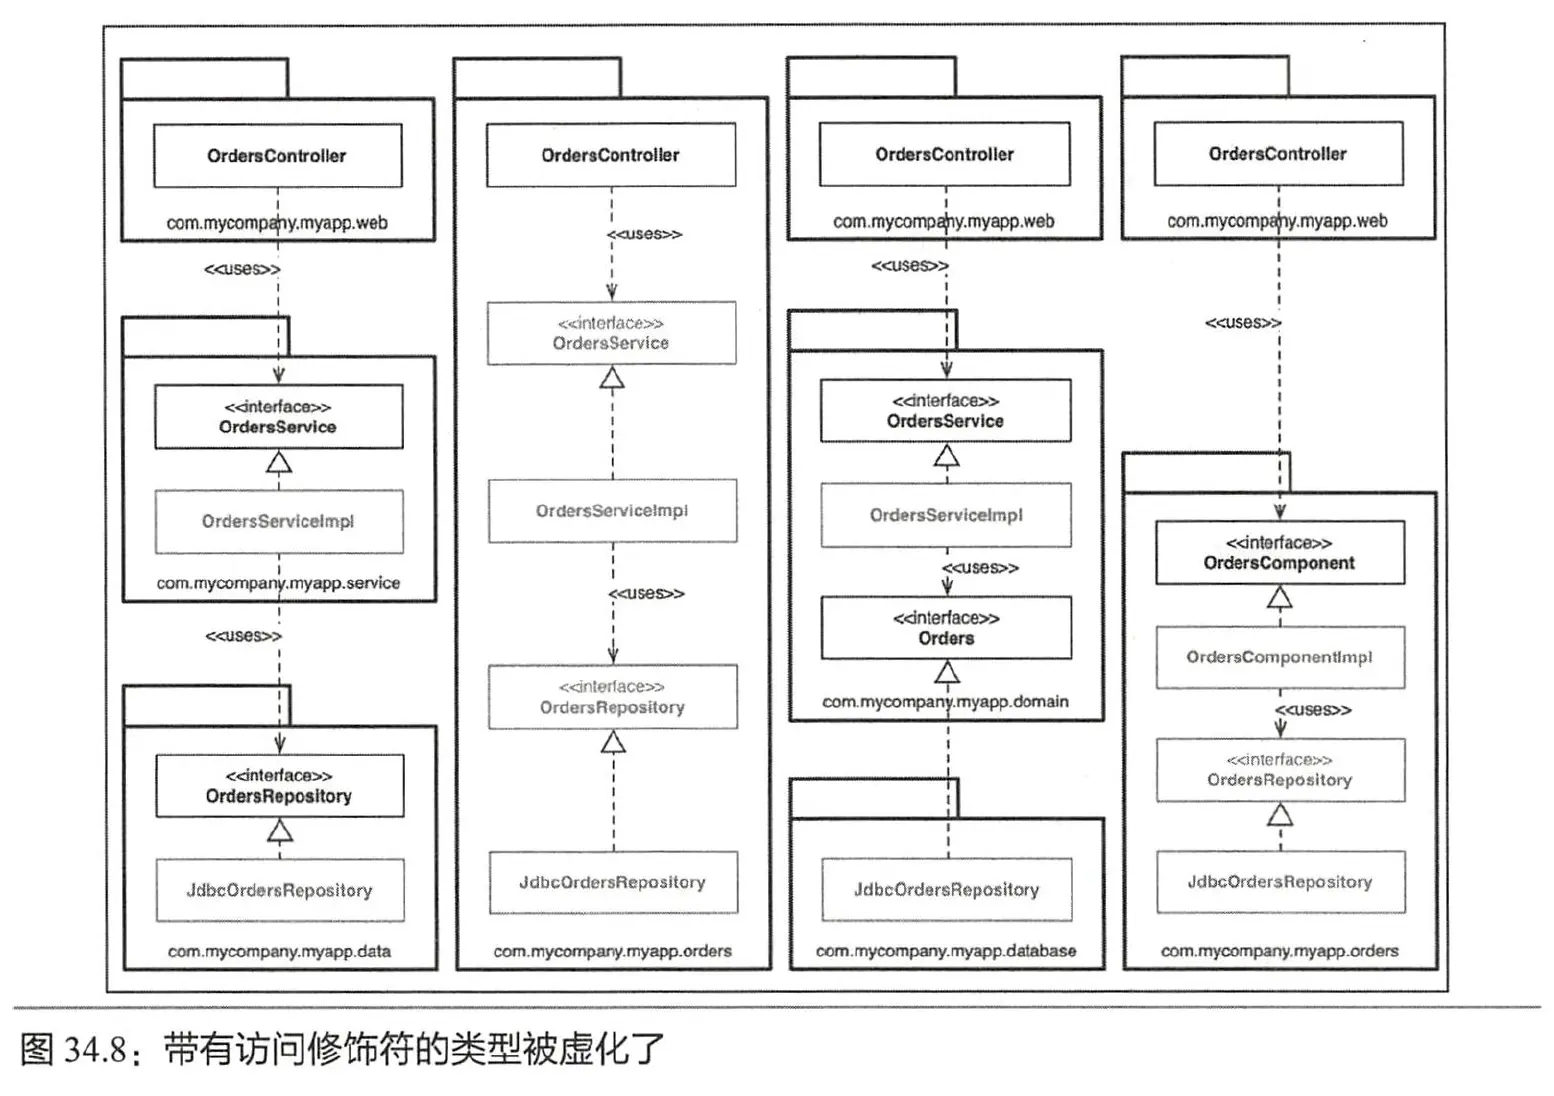 OrdersController
com.mycompany.myapp.web
<<uses>>
<<interface>>
OrdersService
OrdersServiceImpl
com.mycompany.myapp.service
<<uses>>
<<interface>>
OrdersRepository
JdbcOrdersRepository
com.mycompany.myapp.data
OrdersController
<<uses>>
<<interface>>
OrdersService
OrdersServiceImpl
<<uses>>
<<interface>>
OrdersRepository
JdbcOrdersRepository
com.mycompany.myapp.orders
OrdersController
com.mycompany.myapp.web
<<uses>>
<<interface>>
OrdersService
OrdersServiceImpl
<<uses>>
<<interface>>
Orders
com.mycompany.myapp.domain
JdbcOrdersRepository
com.mycompany.myapp.database
OrdersController
com.mycompany.myapp.web
<<uses>>
<<interface>>
OrdersComponent
OrdersComponentImpl
<<uses>>
<<interface>>
OrdersRepository
JdbcOrdersRepository
com.mycompany.myapp.orders
图 34.8：带有访问修饰符的类型被虚化了